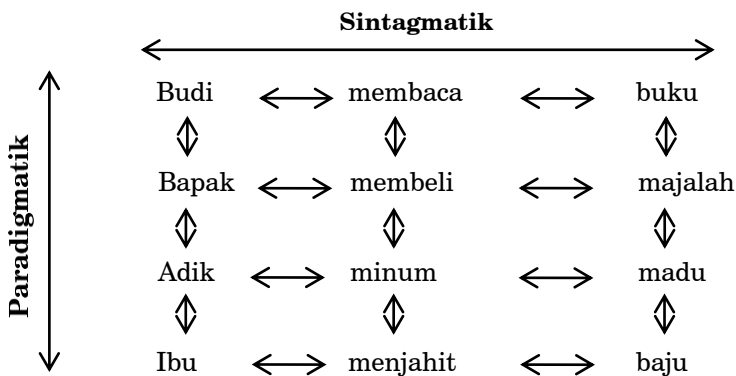 Sintagmatik
Paradigmatik
Budi membaca buku
Bapak membeli majalah
Adik minum madu
Ibu menjahit baju